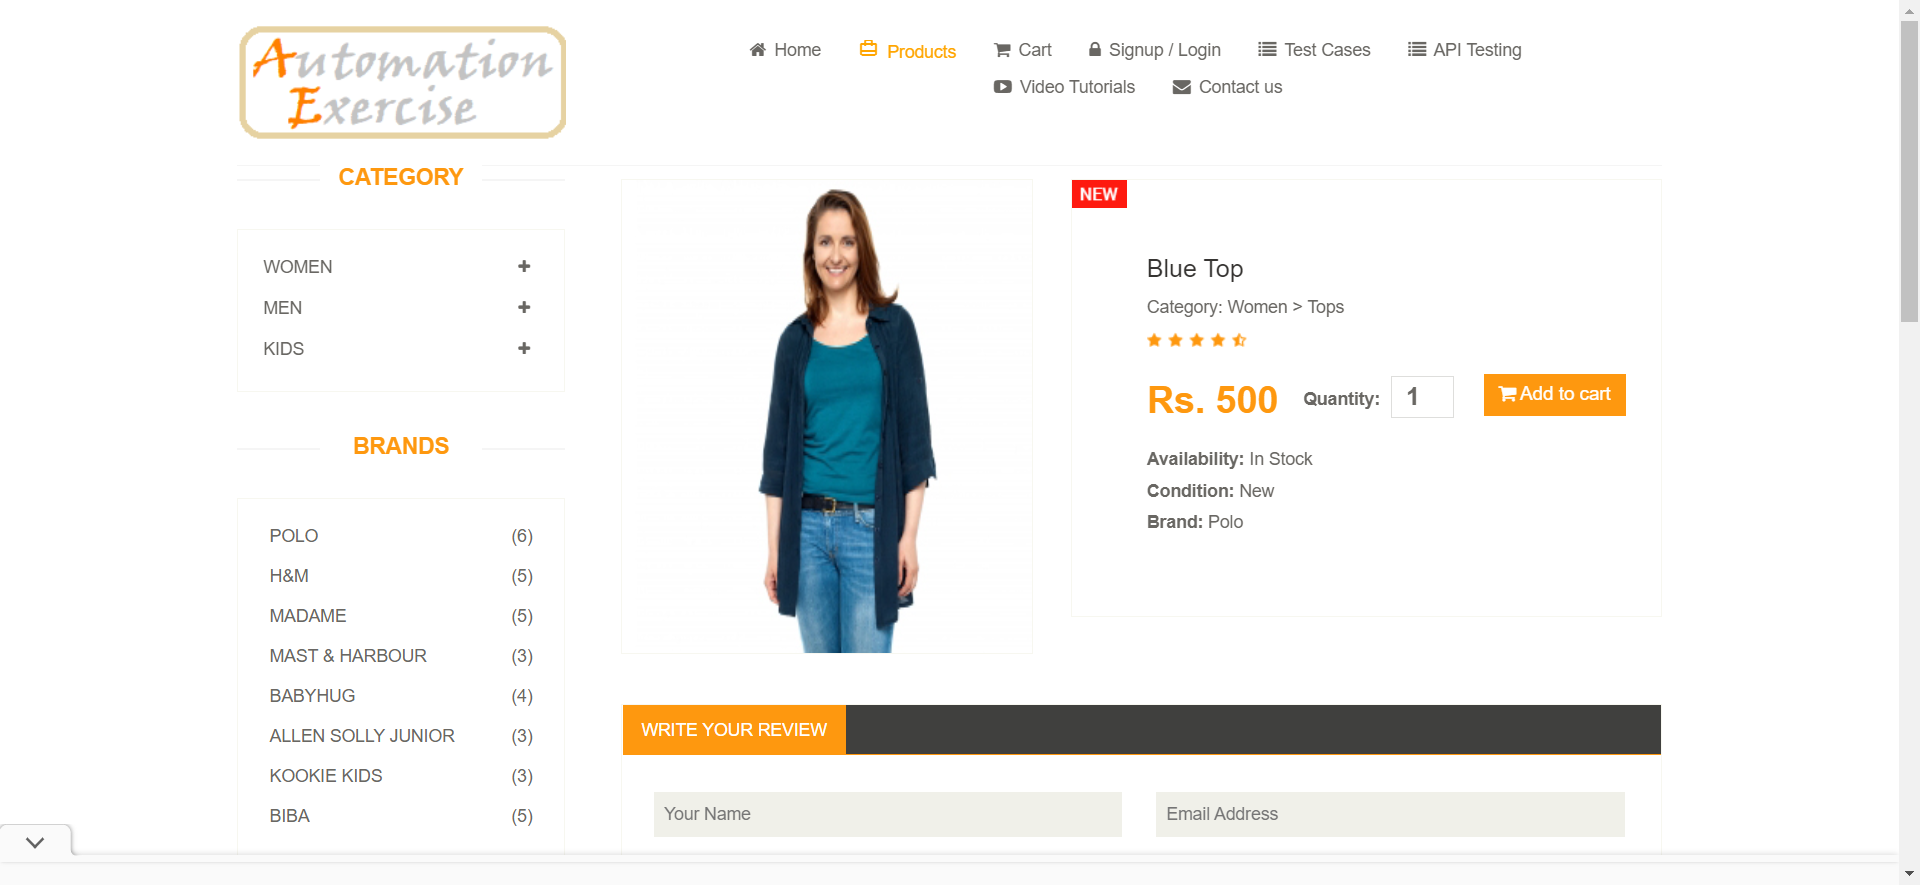 Automation
Exercise
Home
Products
Cart
Signup / Login
Test Cases
API Testing
Video Tutorials
Contact us
CATEGORY
WOMEN
MEN
KIDS
BRANDS
POLO (6)
H&M (5)
MADAME (5)
MAST & HARBOUR (3)
BABYHUG (4)
ALLEN SOLLY JUNIOR (3)
KOOKIE KIDS (3)
BIBA (5)
NEW
Blue Top
Category: Women > Tops
Rs. 500 Quantity: 1 Add to cart
Availability: In Stock
Condition: New
Brand: Polo
WRITE YOUR REVIEW
Your Name
Email Address